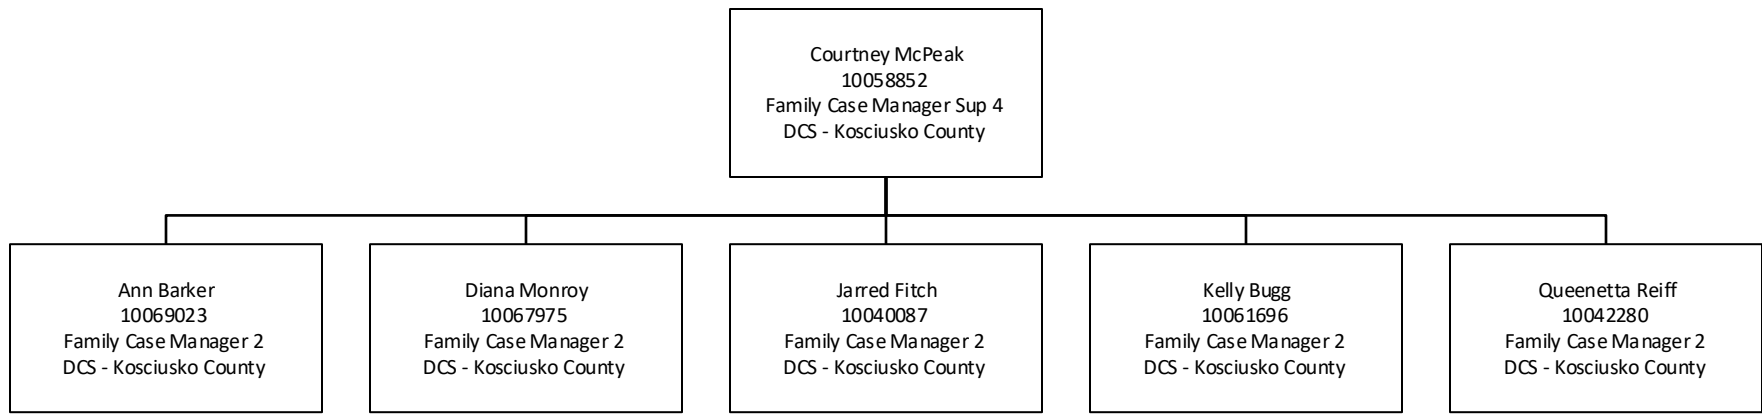 Courtney McPeak
10058852
Family Case Manager Sup 4
DCS - Kosciusko County
Ann Barker
10069023
Family Case Manager 2
DCS - Kosciusko County
Diana Monroy
10067975
Family Case Manager 2
DCS - Kosciusko County
Jarred Fitch
10040087
Family Case Manager 2
DCS - Kosciusko County
Kelly Bugg
10061696
Family Case Manager 2
DCS - Kosciusko County
Queenetta Reiff
10042280
Family Case Manager 2
DCS - Kosciusko County